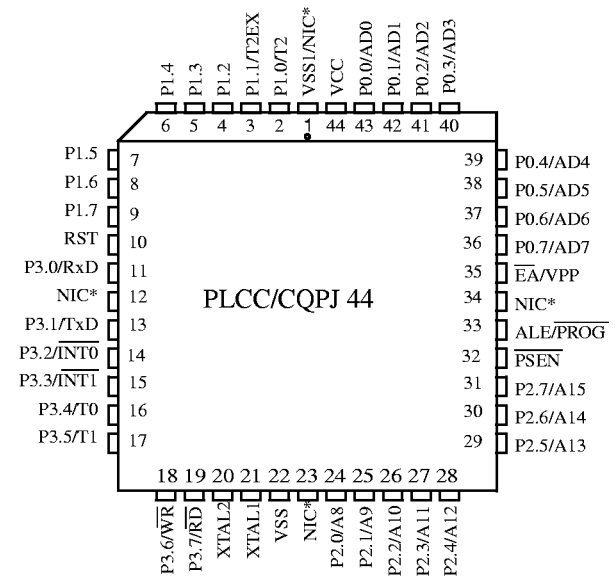 P1.4
P1.3
P1.2
P1.1/T2EX
P1.0/T2
VSS1/NIC*
VCC
P0.0/AD0
P0.1/AD1
P0.2/AD2
P0.3/AD3
6 5 4 3 2 1 44 43 42 41 40
P1.5 7
P1.6 8
P1.7 9
RST 10
P3.0/RxD 11
NIC* 12
P3.1/TxD 13
P3.2/INT0 14
P3.3/INT1 15
P3.4/T0 16
P3.5/T1 17
PLCC/CQPJ 44
39 P0.4/AD4
38 P0.5/AD5
37 P0.6/AD6
36 P0.7/AD7
35 EA/VPP
34 NIC*
33 ALE/PROG
32 PSEN
31 P2.7/A15
30 P2.6/A14
29 P2.5/A13
18 19 20 21 22 23 24 25 26 27 28
P3.6/WR
P3.7/RD
XTAL2
XTAL1
VSS
NIC*
P2.0/A8
P2.1/A9
P2.2/A10
P2.3/A11
P2.4/A12